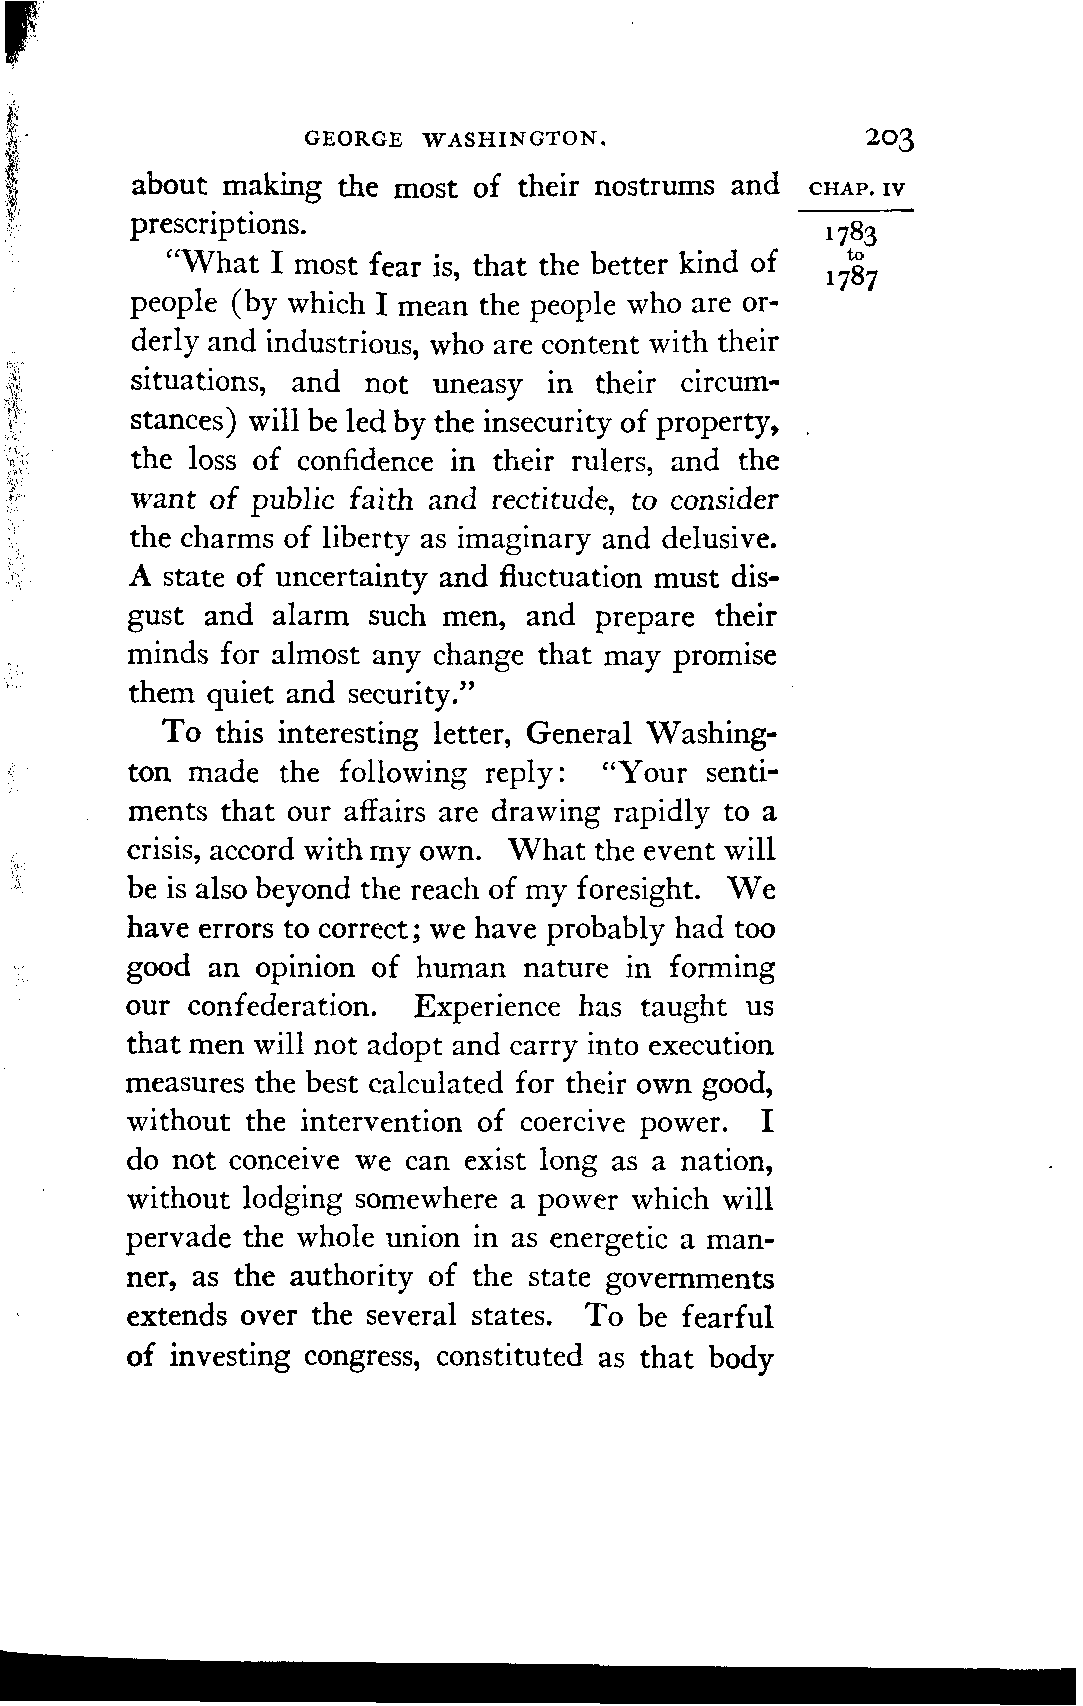 GEORGE WASHINGTON. 203
CHAP. IV
1783
to
1787
about making the most of their nostrums and
prescriptions.
“What I most fear is, that the better kind of
people (by which I mean the people who are or-
derly and industrious, who are content with their
situations, and not uneasy in their circum-
stances) will be led by the insecurity of property,
the loss of confidence in their rulers, and the
want of public faith and rectitude, to consider
the charms of liberty as imaginary and delusive.
A state of uncertainty and fluctuation must dis-
gust and alarm such men, and prepare their
minds for almost any change that may promise
them quiet and security.”
To this interesting letter, General Washing-
ton made the following reply: “Your senti-
ments that our affairs are drawing rapidly to a
crisis, accord with my own. What the event will
be is also beyond the reach of my foresight. We
have errors to correct; we have probably had too
good an opinion of human nature in forming
our confederation. Experience has taught us
that men will not adopt and carry into execution
measures the best calculated for their own good,
without the intervention of coercive power. I
do not conceive we can exist long as a nation,
without lodging somewhere a power which will
pervade the whole union in as energetic a man-
ner, as the authority of the state governments
extends over the several states. To be fearful
of investing congress, constituted as that body